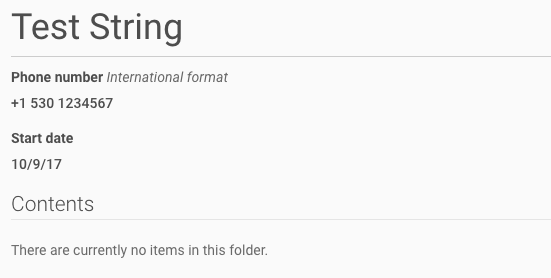 Test String
Phone number International format
+1 530 1234567
Start date
10/9/17
Contents
There are currently no items in this folder.